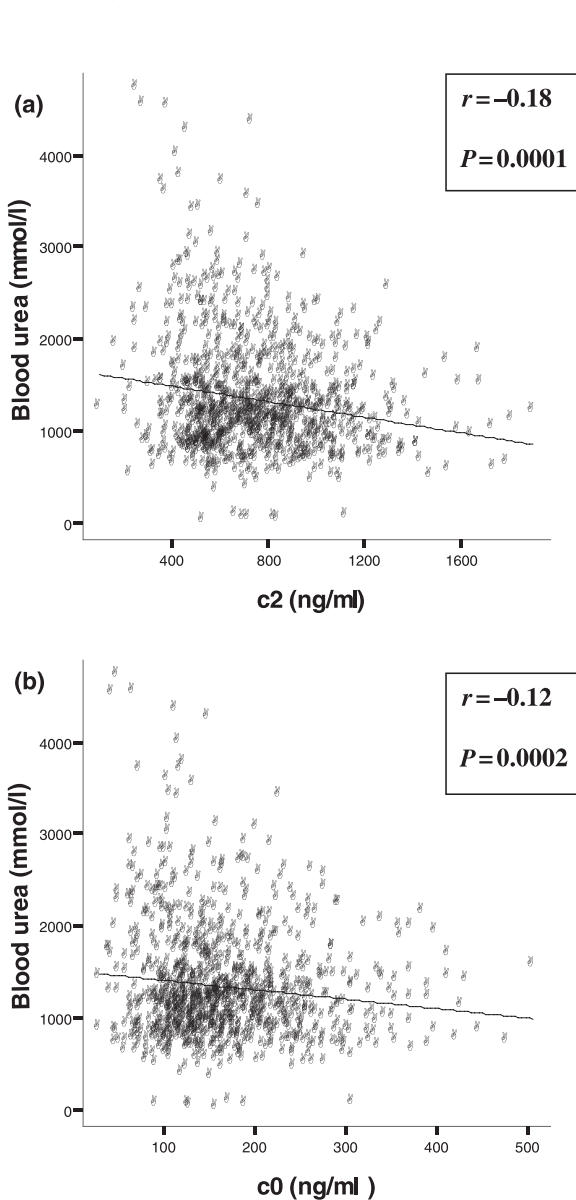 (a)
r=–0.18
P=0.0001
Blood urea (mmol/l)
4000
3000
2000
1000
0
400 800 1200 1600
c2 (ng/ml)
(b)
r=–0.12
P=0.0002
Blood urea (mmol/l)
4000
3000
2000
1000
0
100 200 300 400 500
c0 (ng/ml )